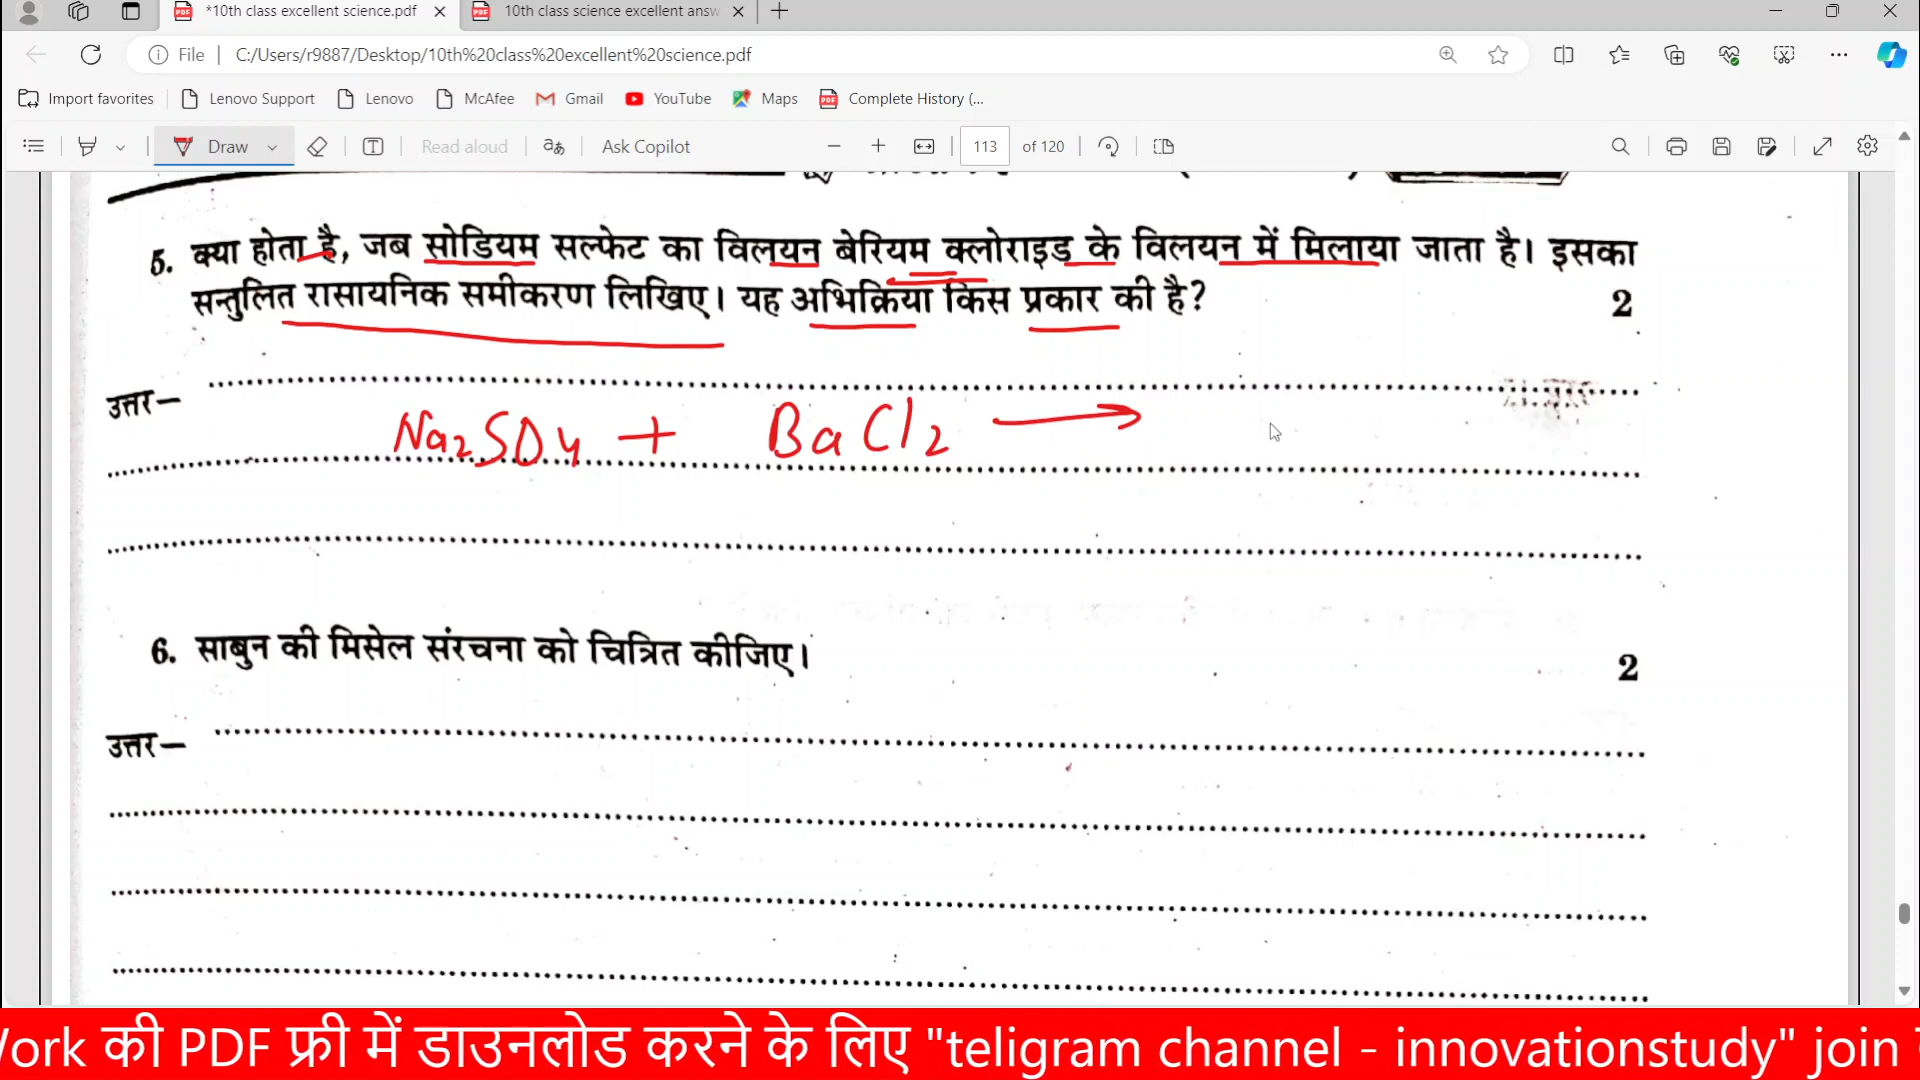 *10th class excellent science.pdf
10th class science excellent answ
File
C:/Users/r9887/Desktop/10th%20class%20excellent%20science.pdf
Import favorites
Lenovo Support
Lenovo
McAfee
Gmail
YouTube
Maps
Complete History (...
Draw
Read aloud
Ask Copilot
113 of 120
5. क्या होता है, जब सोडियम सल्फेट का विलयन बेरियम क्लोराइड के विलयन में मिलाया जाता है। इसका
सन्तुलित रासायनिक समीकरण लिखिए। यह अभिक्रिया किस प्रकार की है? 2
उत्तर–
Na2SO4 + BaCl2 →
6. साबुन की मिसेल संरचना को चित्रित कीजिए। 2
उत्तर–
Work की PDF फ्री में डाउनलोड करने के लिए "teligram channel - innovationstudy" join